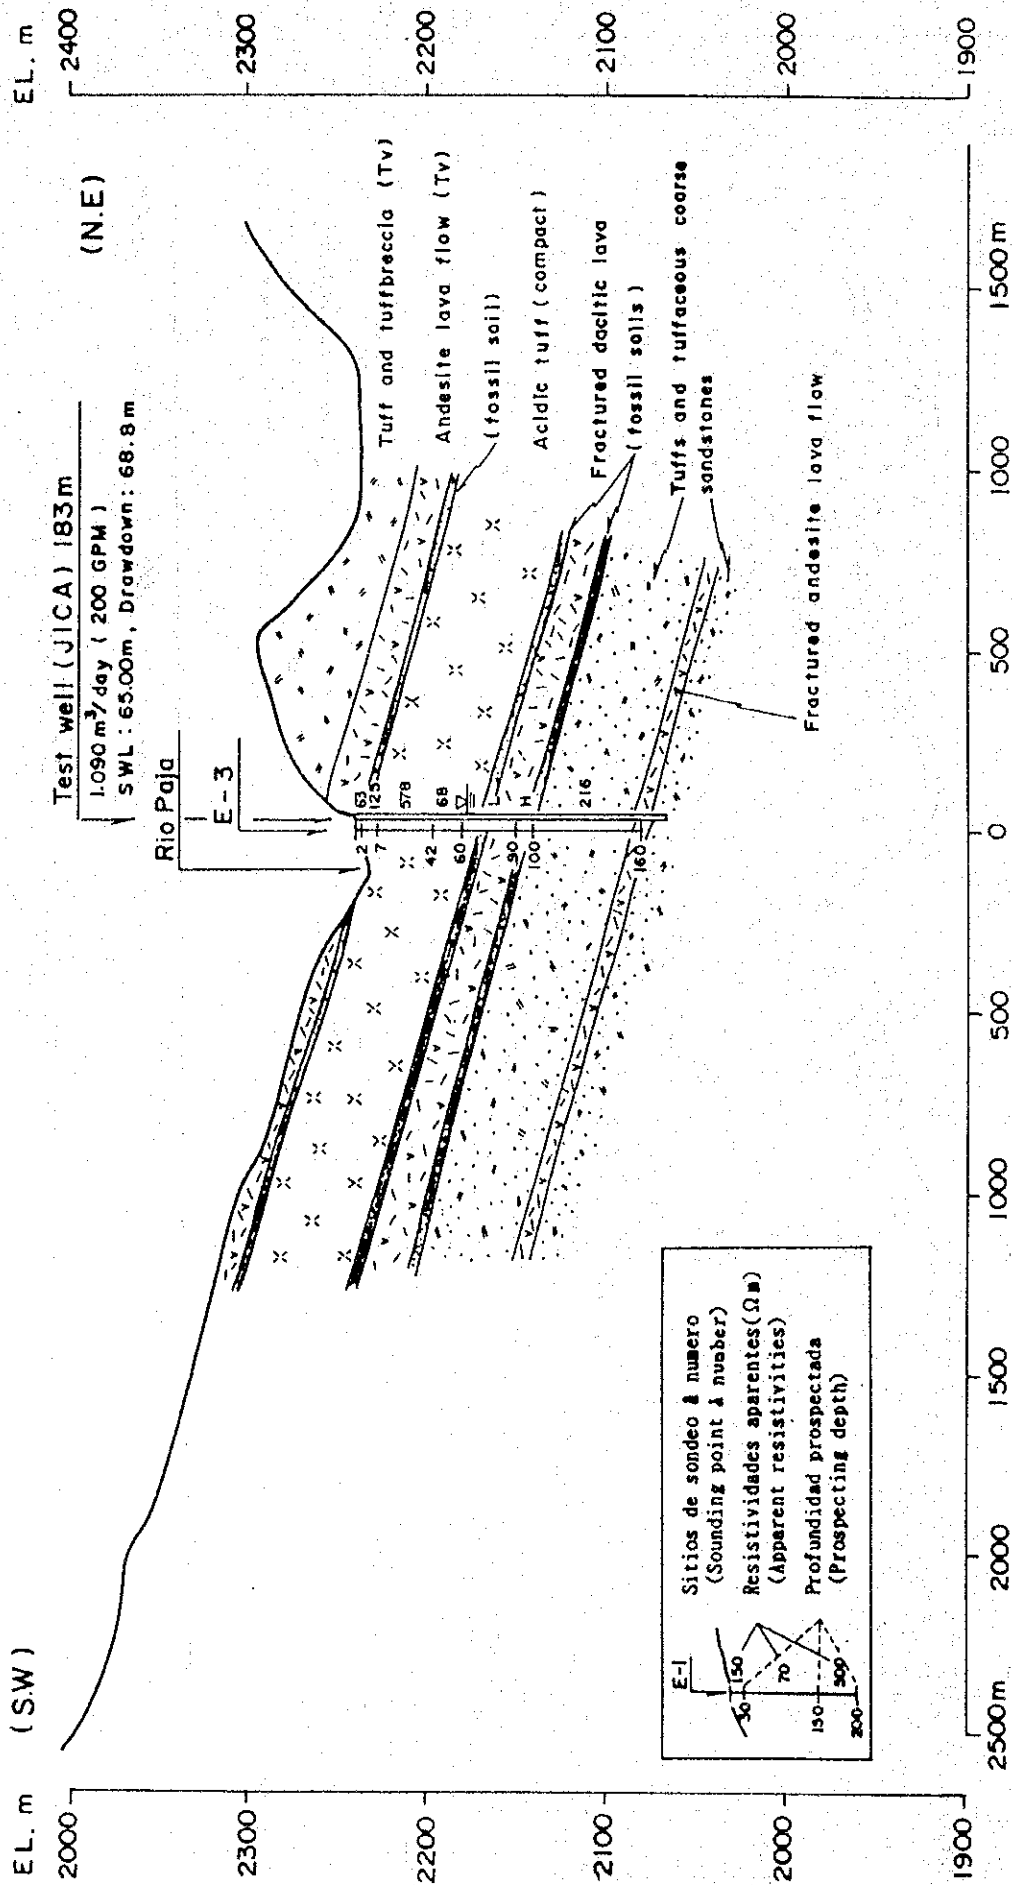 EL. m
(S.W)
2000
2300
2200
2100
2000
1900
Test well (JICA) 183m
1.090 m³/day ( 200 GPM )
SWL : 65.00m, Drawdown: 68.8m
Rio Paja
E-3
(N.E)
EL. m
2400
2300
2200
2100
2000
1900
Tuff and tuffbreccia (Tv)
Andesite lava flow (Tv)
(fossil soil)
Acidic tuff (compact)
Fractured dacitic lava
(fossil soils)
Tuffs and tuffaceous coarse
sandstones
Fractured andesite lava flow
2
7
42
60
90
100
160
63
125
578
68
L
H
216
E-1
30
150
200
150
70
300
Sitios de sondeo & numero
(Sounding point & number)
Resistividades aparentes(Ωm)
(Apparent resistivities)
Profundidad prospectada
(Prospecting depth)
2500m
2000
1500
1000
500
0
500
1000
1500m